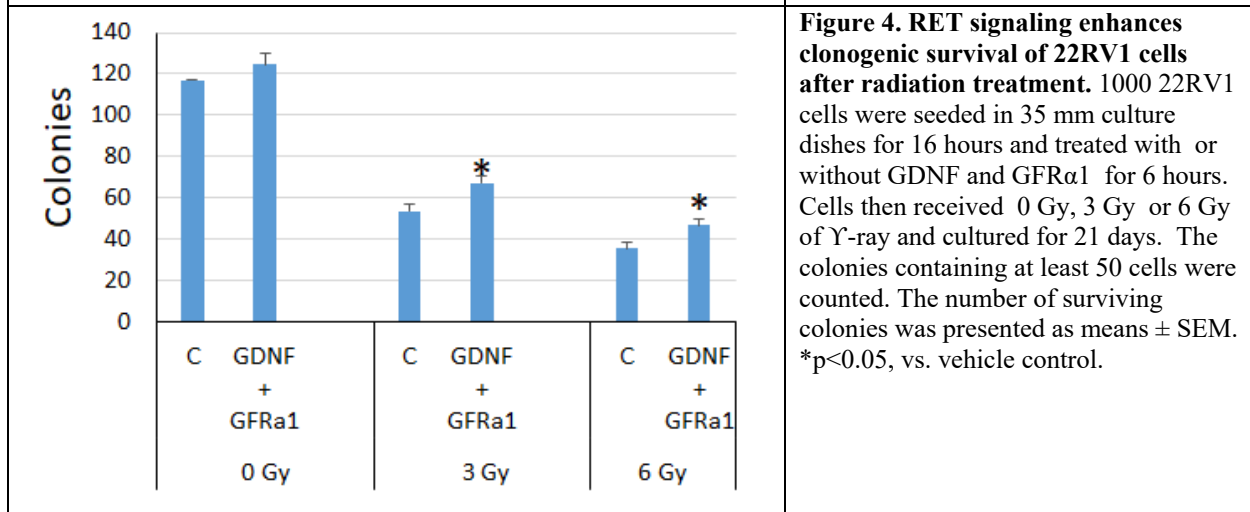 140
120
100
80
60
40
20
0
Colonies
*
*
C GDNF C GDNF C GDNF
+ + +
GFRa1 GFRa1 GFRa1
0 Gy 3 Gy 6 Gy
Figure 4. RET signaling enhances
clonogenic survival of 22RV1 cells
after radiation treatment. 1000 22RV1
cells were seeded in 35 mm culture
dishes for 16 hours and treated with or
without GDNF and GFRα1 for 6 hours.
Cells then received 0 Gy, 3 Gy or 6 Gy
of ϒ-ray and cultured for 21 days. The
colonies containing at least 50 cells were
counted. The number of surviving
colonies was presented as means ± SEM.
*p<0.05, vs. vehicle control.